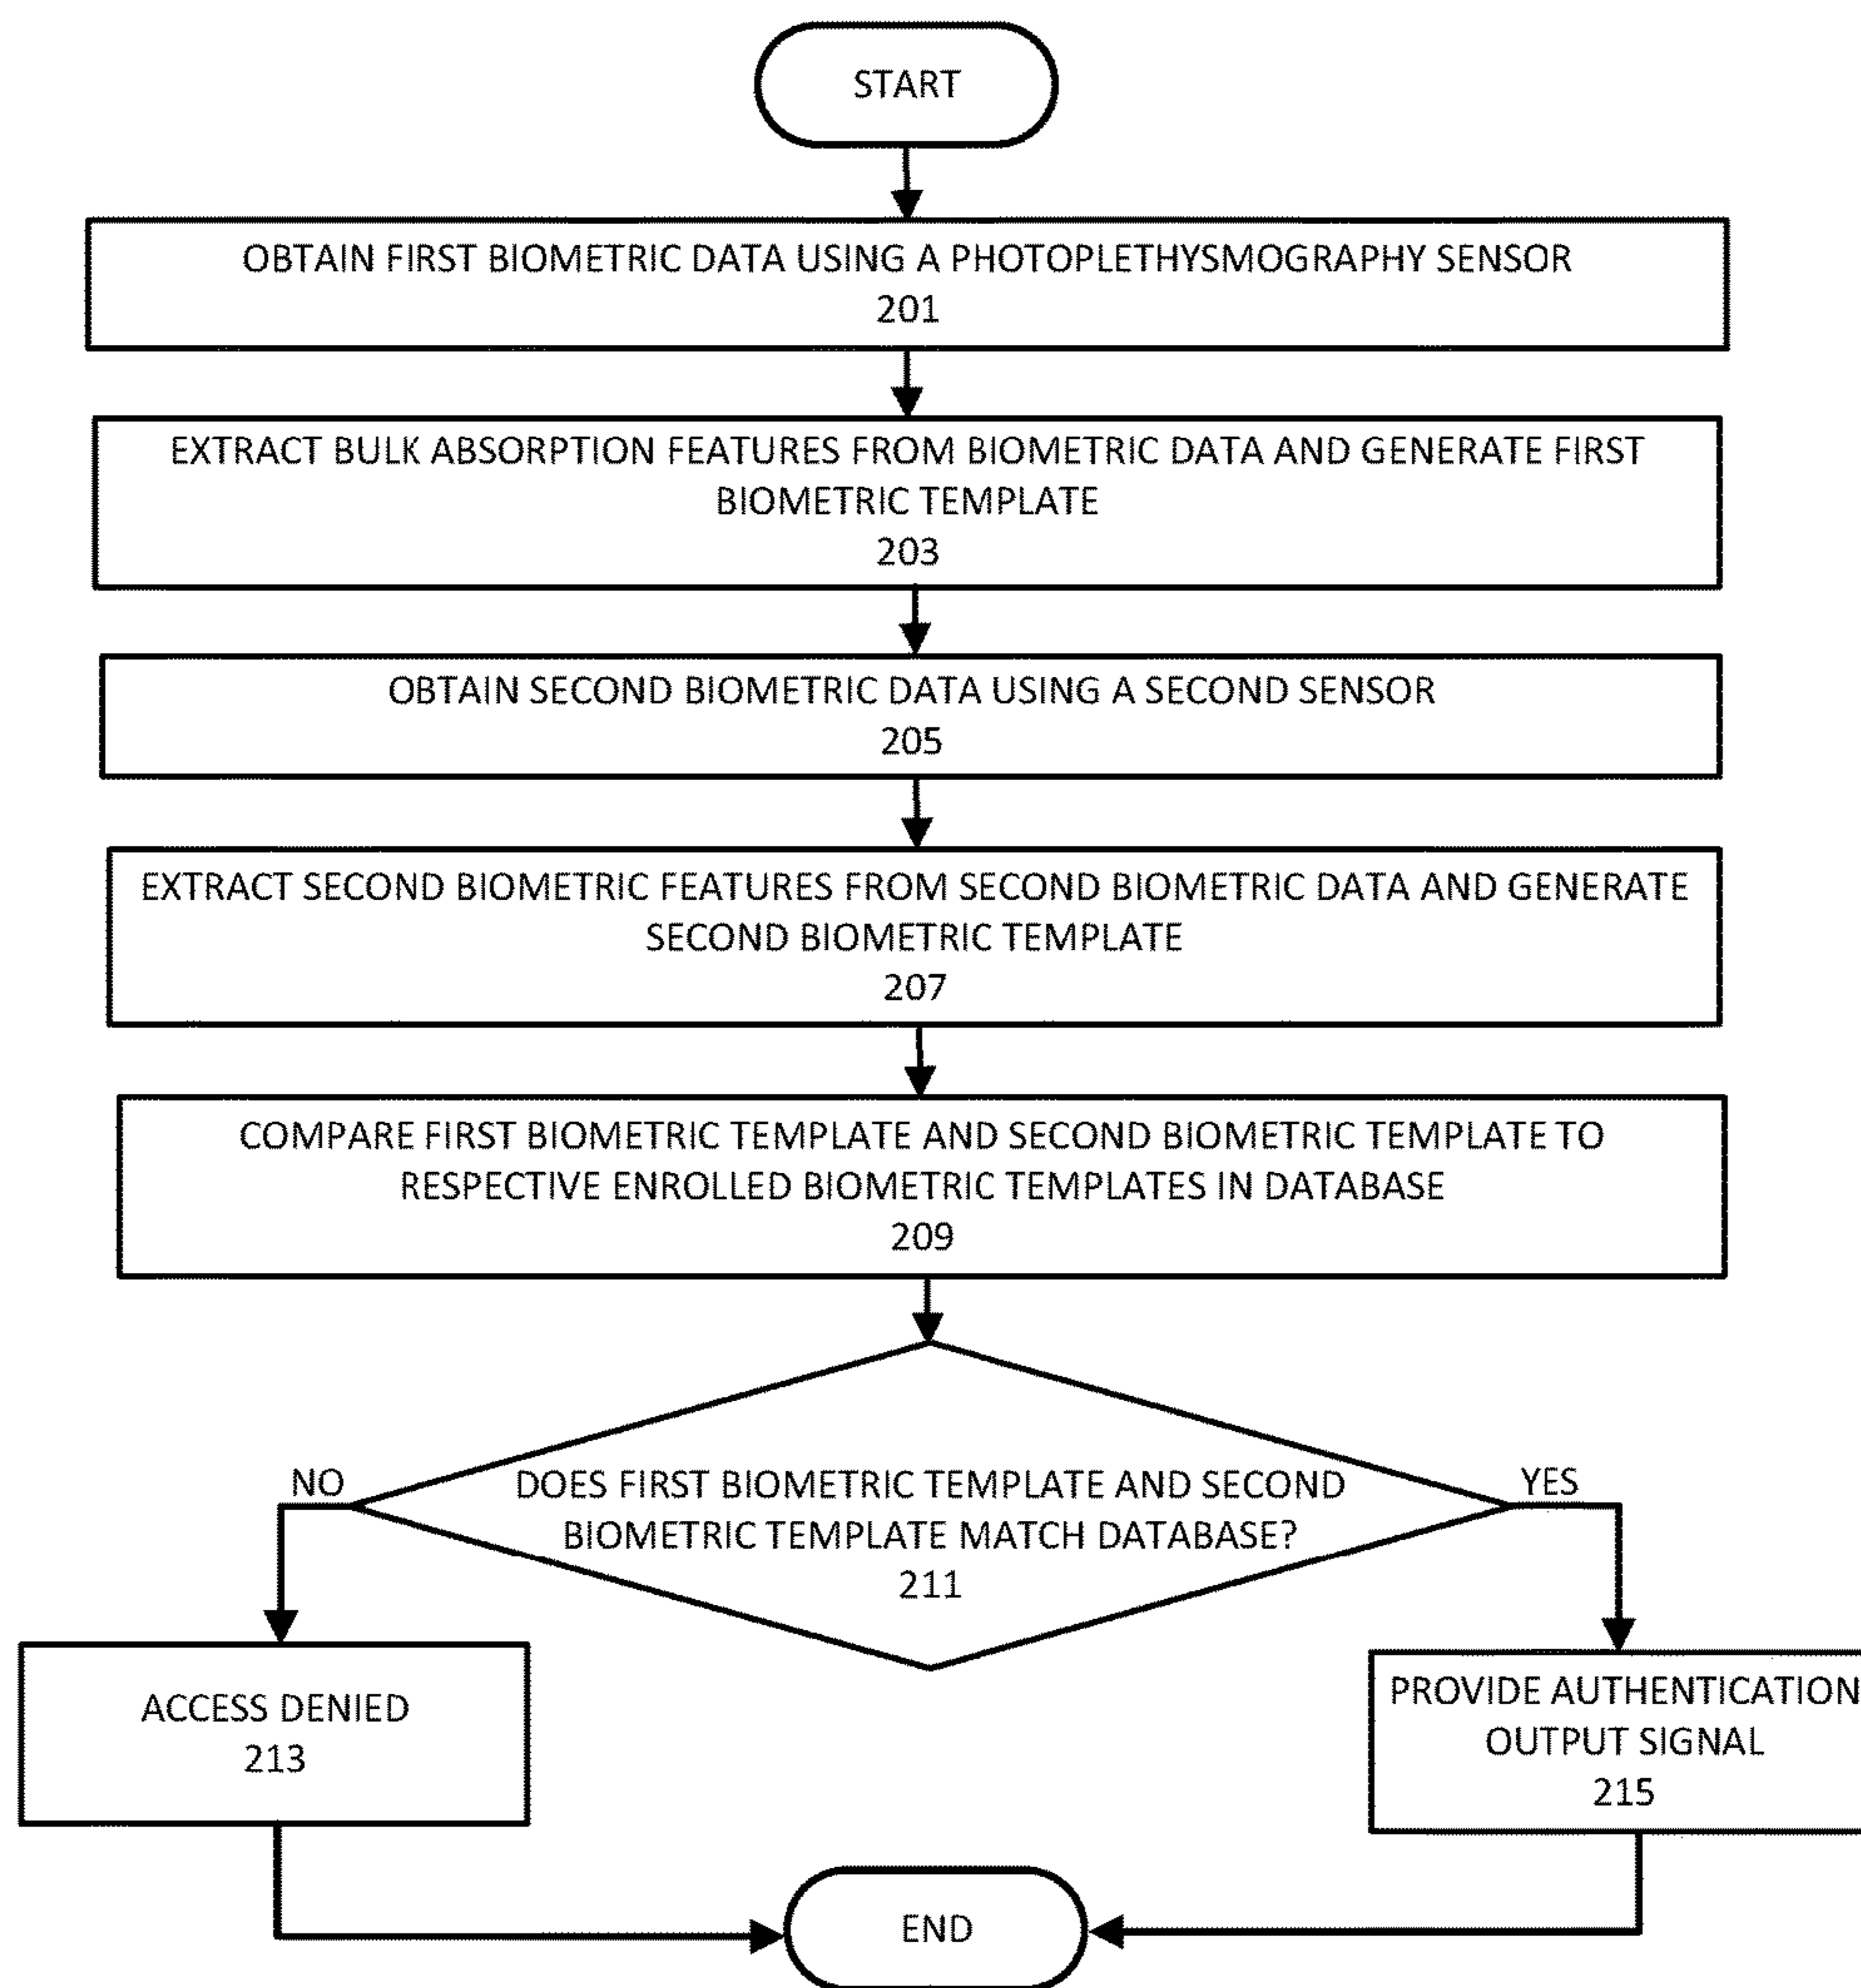 START
OBTAIN FIRST BIOMETRIC DATA USING A PHOTOPLETHYSMOGRAPHY SENSOR
201
EXTRACT BULK ABSORPTION FEATURES FROM BIOMETRIC DATA AND GENERATE FIRST
BIOMETRIC TEMPLATE
203
OBTAIN SECOND BIOMETRIC DATA USING A SECOND SENSOR
205
EXTRACT SECOND BIOMETRIC FEATURES FROM SECOND BIOMETRIC DATA AND GENERATE
SECOND BIOMETRIC TEMPLATE
207
COMPARE FIRST BIOMETRIC TEMPLATE AND SECOND BIOMETRIC TEMPLATE TO
RESPECTIVE ENROLLED BIOMETRIC TEMPLATES IN DATABASE
209
NO
DOES FIRST BIOMETRIC TEMPLATE AND SECOND
BIOMETRIC TEMPLATE MATCH DATABASE?
211
YES
ACCESS DENIED
213
PROVIDE AUTHENTICATION
OUTPUT SIGNAL
215
END